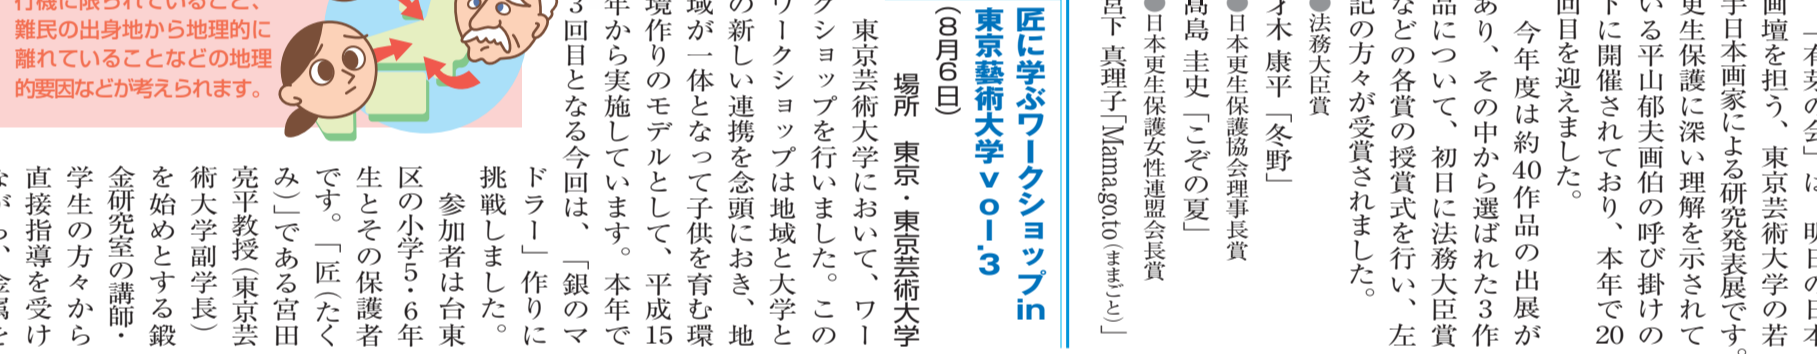 「有芽の会」は、明日の日本
画壇を担う、東京芸術大学の若
手日本画家による研究発表展です。
更生保護に深い理解を示されて
いる平山郁夫画伯の呼び掛けの
下に開催されており、本年で20
回目を迎えました。
今年度は約40作品の出展が
あり、その中から選ばれた3作
品について、初日に法務大臣賞
などの各賞の授賞式を行い、左
記の方々が受賞されました。
●法務大臣賞
才木 康平「冬野」
●日本更生保護協会理事長賞
髙島 圭史「こぞの夏」
●日本更生保護女性連盟会長賞
宮下 真理子「Mama.go.to(ままごと)」
匠に学ぶワークショップin
東京藝術大学vol.3
(8月6日)
場所 東京・東京芸術大学
東京芸術大学において、ワー
クショップを行いました。この
ワークショップは地域と大学と
の新しい連携を念頭におき、地
域が一体となって子供を育む環
境作りのモデルとして、平成15
年から実施しています。本年で
3回目となる今回は、「銀のマ
ドラー」作りに
挑戦しました。
参加者は台東
区の小学5・6年
生とその保護者
です。「匠(たく
み)」である宮田
亮平教授(東京芸
術大学副学長)
を始めとする鍛
金研究室の講師・
学生の方々から
直接指導を受け
ながら、金属を
行機に限られていること、
難民の出身地から地理的に
離れていることなどの地理
的要因などが考えられます。